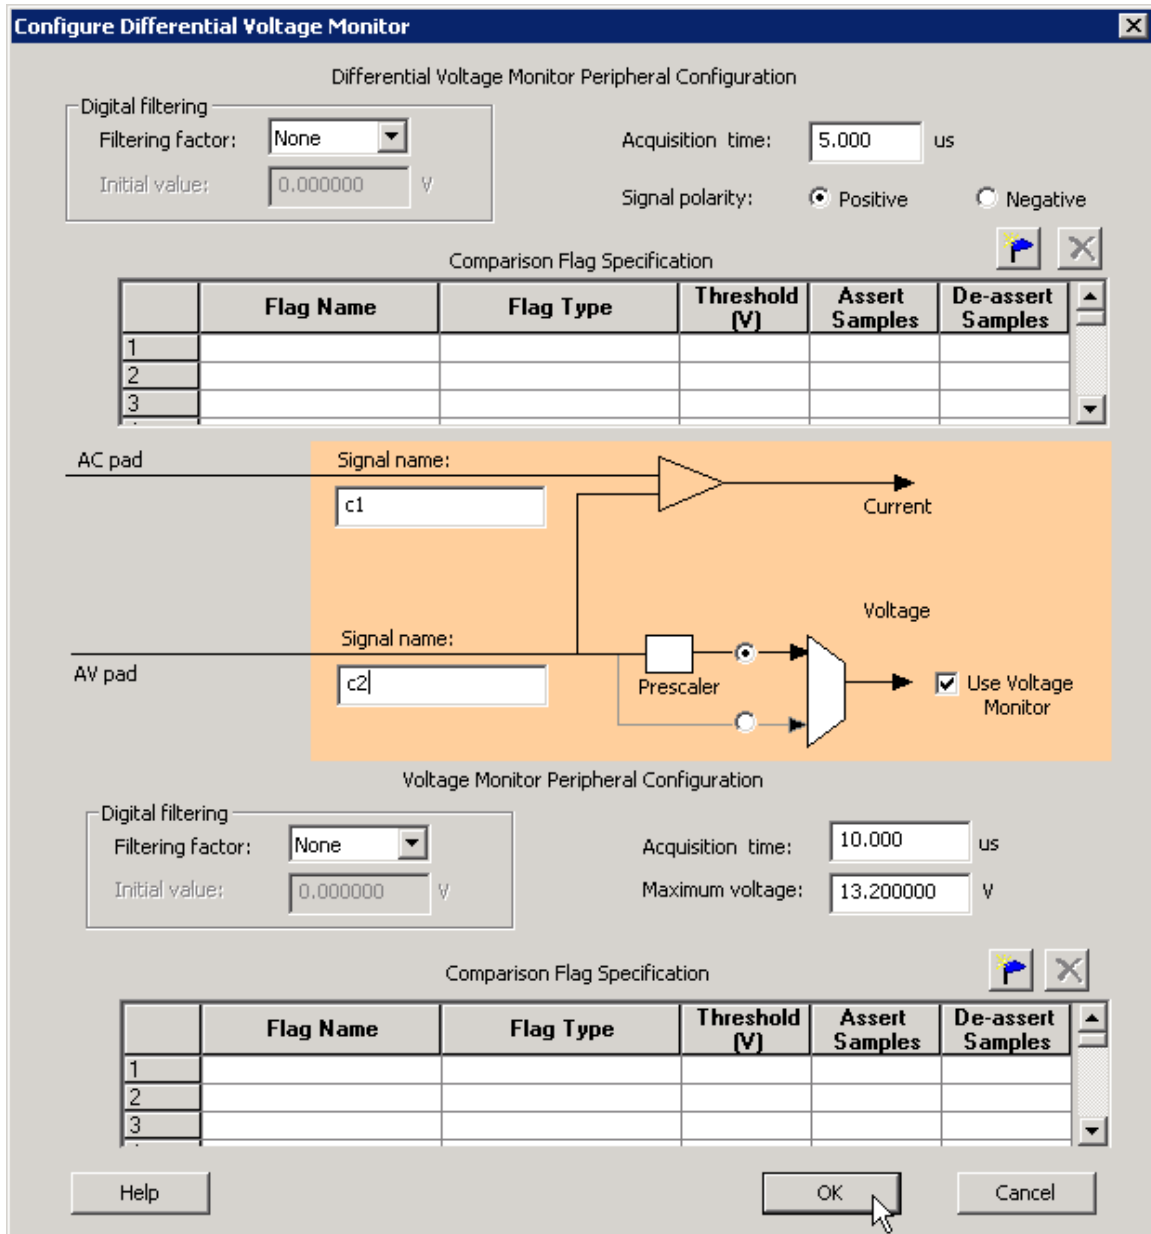 Configure Differential Voltage Monitor
Differential Voltage Monitor Peripheral Configuration
Digital filtering
Filtering factor: None
Initial value: 0.000000 V
Acquisition time: 5.000 us
Signal polarity: Positive Negative
Comparison Flag Specification
Flag Name Flag Type Threshold (V) Assert Samples De-assert Samples
1
2
3
AC pad
Signal name:
c1
Current
Voltage
AV pad
Signal name:
c2
Prescaler
Use Voltage Monitor
Voltage Monitor Peripheral Configuration
Digital filtering
Filtering factor: None
Initial value: 0.000000 V
Acquisition time: 10.000 us
Maximum voltage: 13.200000 V
Comparison Flag Specification
Flag Name Flag Type Threshold (V) Assert Samples De-assert Samples
1
2
3
Help OK Cancel